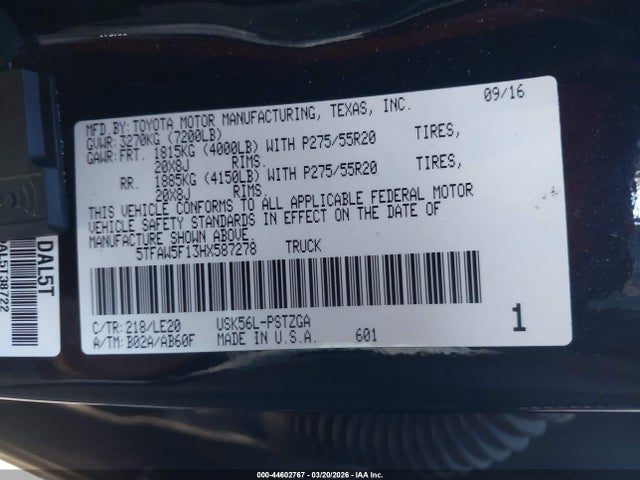 MFD.BY:TOYOTA MOTOR MANUFACTURING, TEXAS, INC. 09/16
GVWR:3270KG (7200LB)
GAWR:FRT. 1815KG (4000LB) WITH P275/55R20 TIRES,
20X8J RIMS.
RR. 1885KG (4150LB) WITH P275/55R20 TIRES,
20X8J RIMS.
THIS VEHICLE CONFORMS TO ALL APPLICABLE FEDERAL MOTOR
VEHICLE SAFETY STANDARDS IN EFFECT ON THE DATE OF
MANUFACTURE SHOWN ABOVE.
5TFAW5F13HX587278 TRUCK
C/TR:218/LE20 USK56L-PSTZGA
A/TM:B02A/AB60F MADE IN U.S.A. 601
1
DAL5T
DAL5T38722
000-44602767 - 03/20/2026 - IAA Inc.